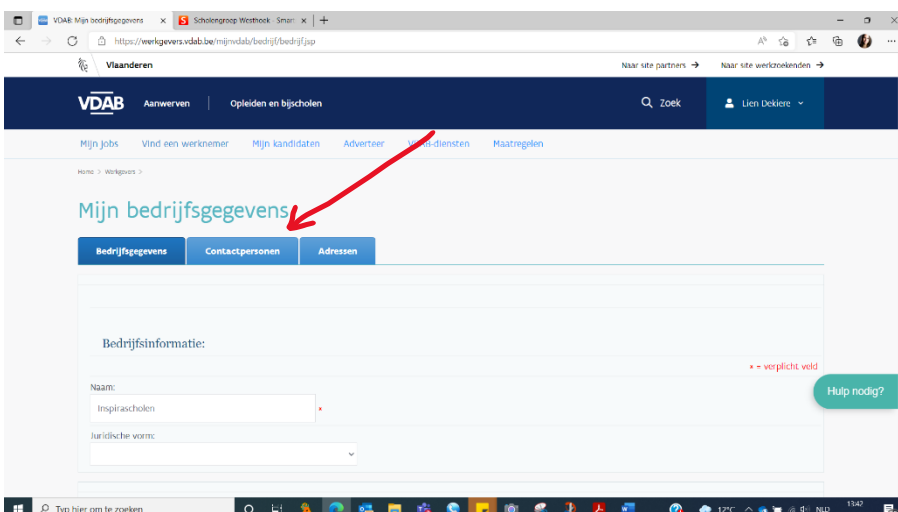 VDAB: Mijn bedrijfsgegevens
Scholengroep Westhoek - Smart
https://werkgevers.vdab.be/mijnvdab/bedrijf/bedrijf.jsp
Vlaanderen
Naar site partners →
Naar site werkzoekenden →
VDAB
Aanwerven
Opleiden en bijscholen
Zoek
Lien Dekiere
Mijn jobs
Vind een werknemer
Mijn kandidaten
Adverteer
VDAB-diensten
Maatregelen
Home > Werkgevers >
Mijn bedrijfsgegevens
Bedrijfsgegevens
Contactpersonen
Adressen
Bedrijfsinformatie:
* = verplicht veld
Hulp nodig?
Naam:
Inspirascholen *
Juridische vorm:
Typ hier om te zoeken
12°C
NLD
13:42